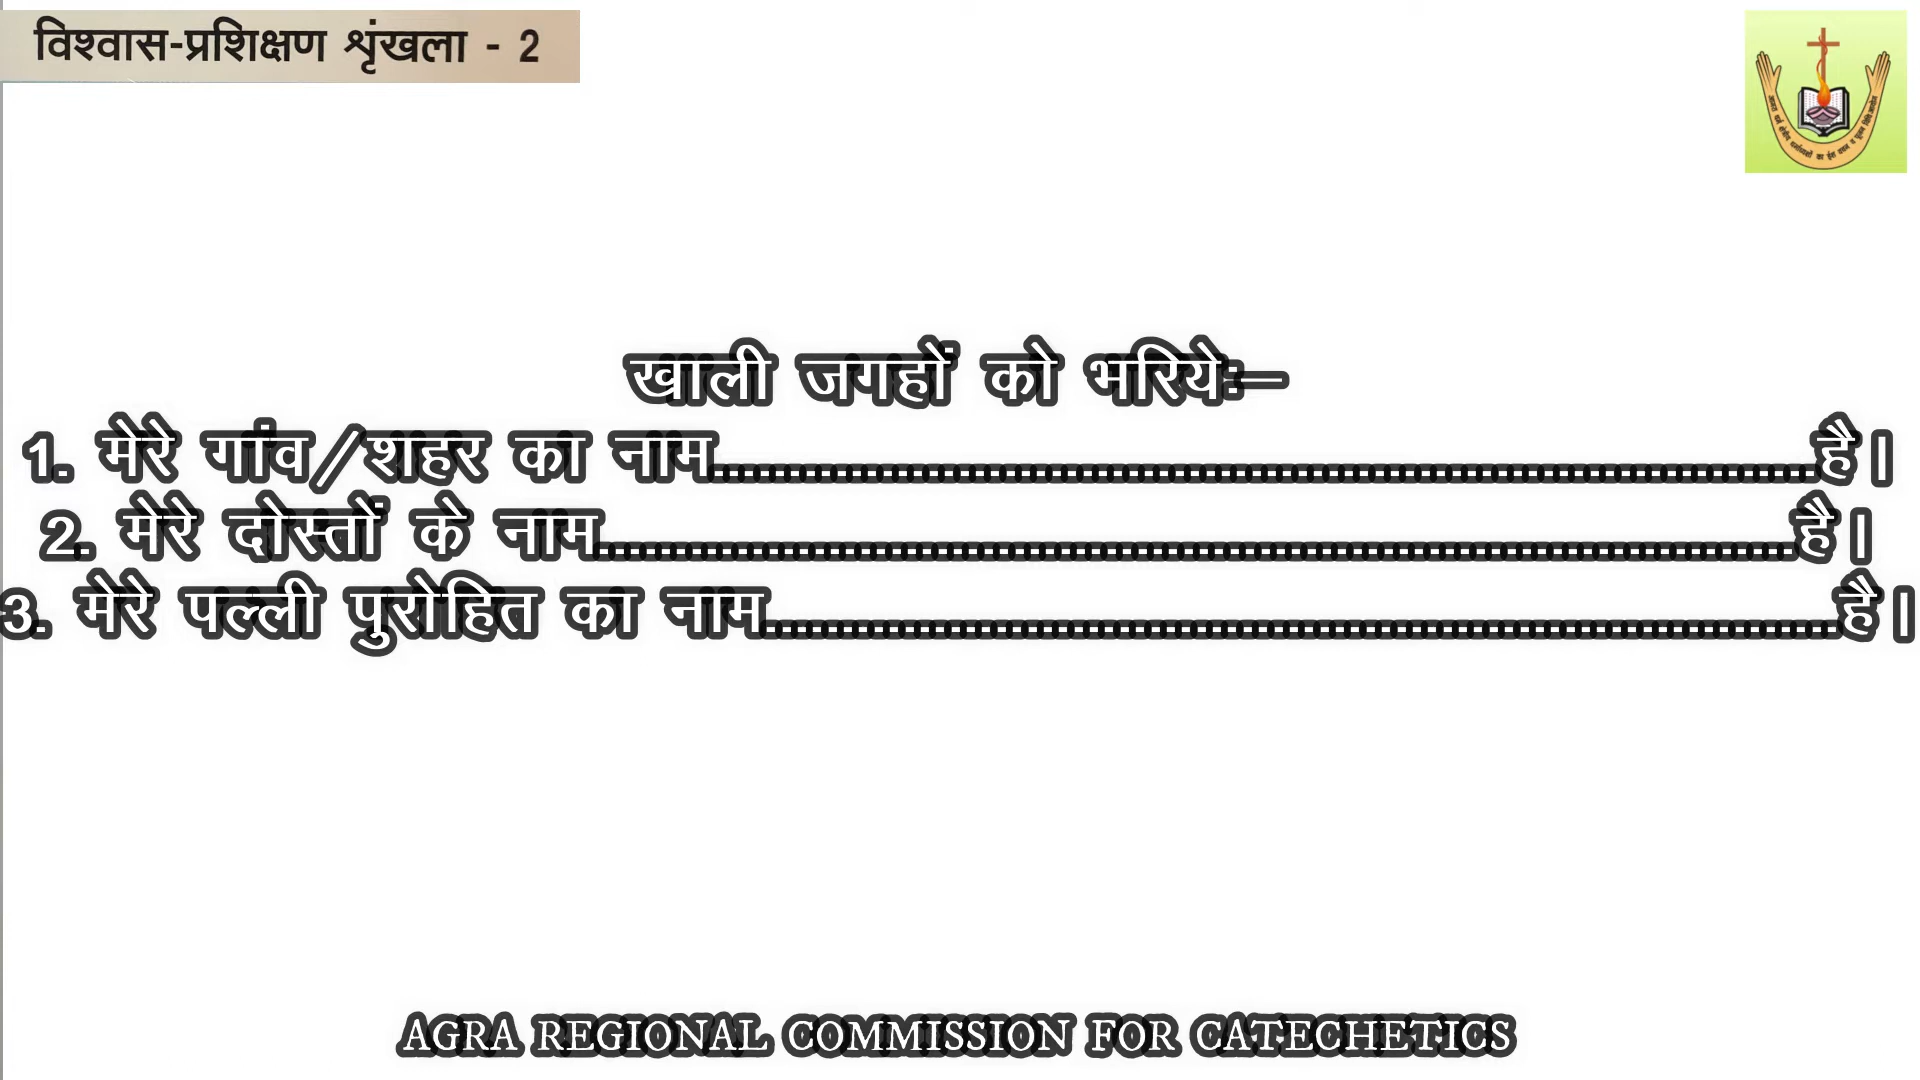 विश्वास-प्रशिक्षण श्रृंखला - 2
खाली जगहों को भरिये:–
1. मेरे गांव/शहर का नाम......................................................................है।
2. मेरे दोस्तों के नाम............................................................................है।
3. मेरे पल्ली पुरोहित का नाम....................................................................है।
AGRA REGIONAL COMMISSION FOR CATECHETICS